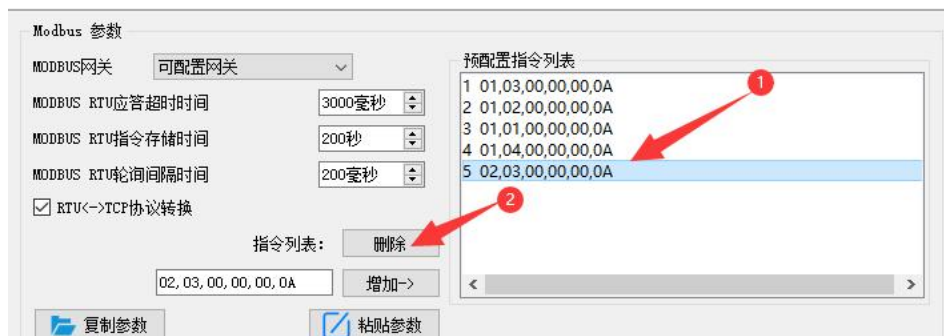 Modbus 参数
MODBUS网关 可配置网关
MODBUS RTU应答超时时间 3000毫秒
MODBUS RTU指令存储时间 200秒
MODBUS RTU轮询间隔时间 200毫秒
RTU<->TCP协议转换
指令列表： 删除
02,03,00,00,00,0A 增加->
复制参数 粘贴参数
预配置指令列表
1 01,03,00,00,00,0A
2 01,02,00,00,00,0A
3 01,01,00,00,00,0A
4 01,04,00,00,00,0A
5 02,03,00,00,00,0A
1
2